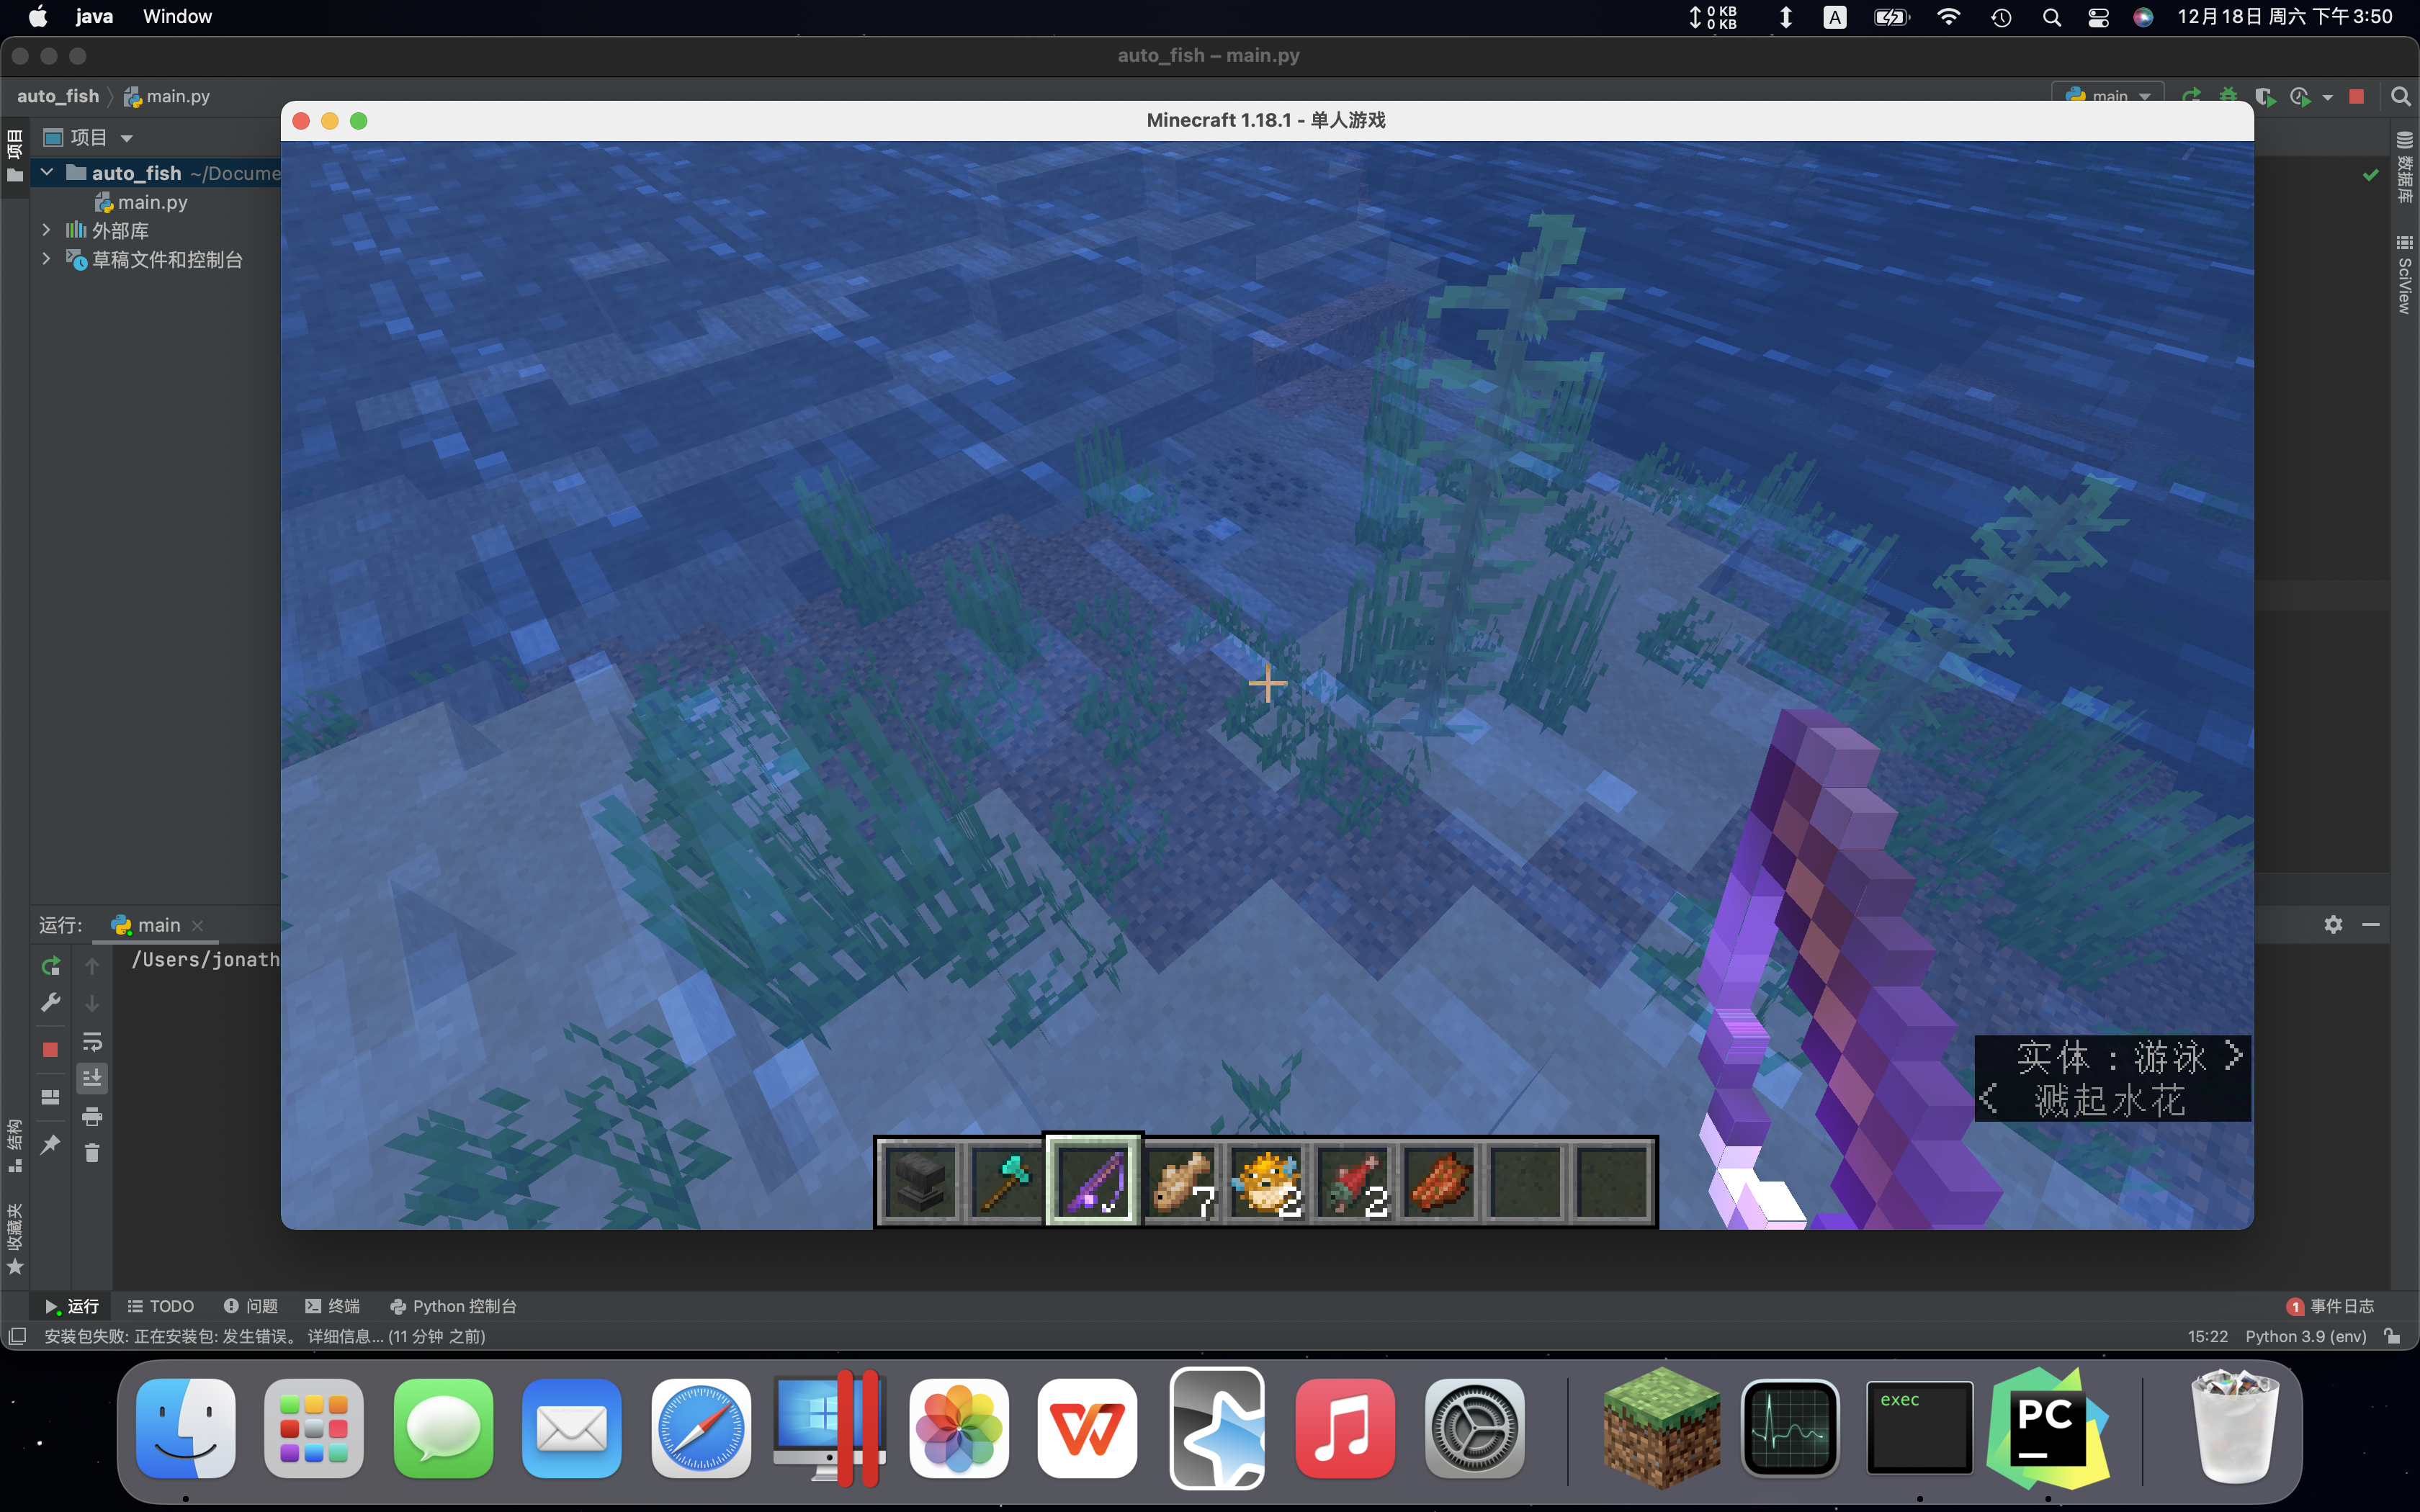 java Window
0 KB
0 KB
A
12月18日 周六 下午3:50
auto_fish – main.py
auto_fish main.py
main
Minecraft 1.18.1 - 单人游戏
项目
项目
auto_fish ~/Docume
main.py
外部库
草稿文件和控制台
数据库
SciView
运行: main
/Users/jonath
实体：游泳 >
< 溅起水花
7 2 2
结构
收藏夹
运行 TODO 问题 终端 Python 控制台
1 事件日志
安装包失败: 正在安装包: 发生错误。 详细信息... (11 分钟 之前)
15:22 Python 3.9 (env)
exec
PC